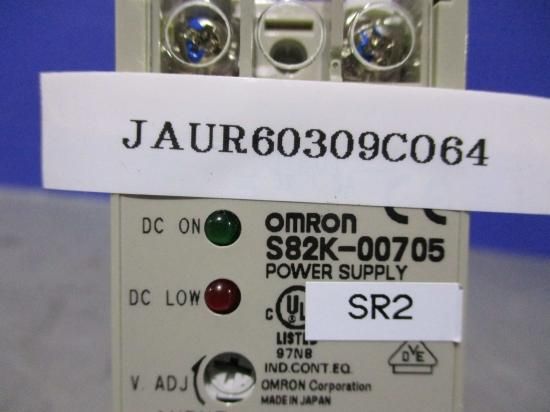 JAUR60309C064
DC ON
OMRON
S82K-00705
POWER SUPPLY
DC LOW
C UL
SR2
LISTED
97N8
IND.CONT.EQ.
V. ADJ
OMRON Corporation
MADE IN JAPAN